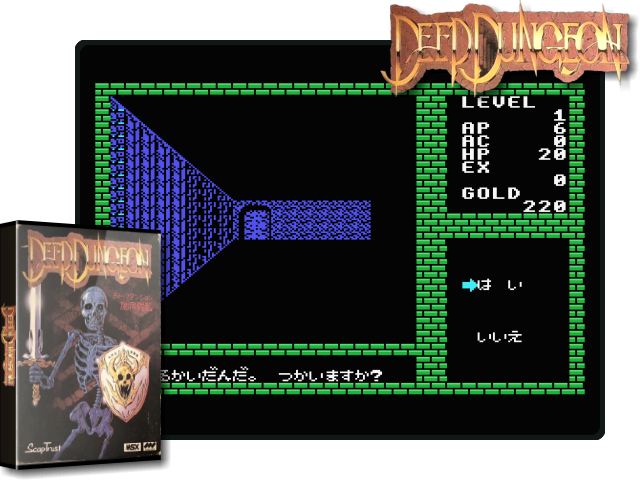 DEEP DUNGEON
LEVEL
1
AP 6
AC 0
HP 20
EX
0
GOLD
220
はい
いいえ
るかいだんだ。 つかいますか?
DEEP DUNGEON
ScapTrust
MSX